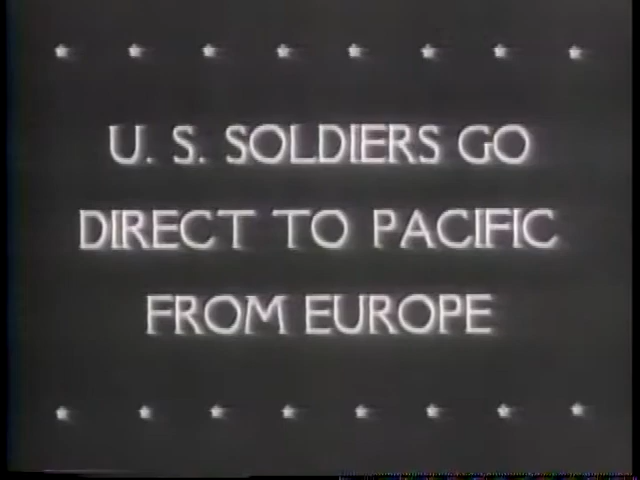 U. S. SOLDIERS GO
DIRECT TO PACIFIC
FROM EUROPE